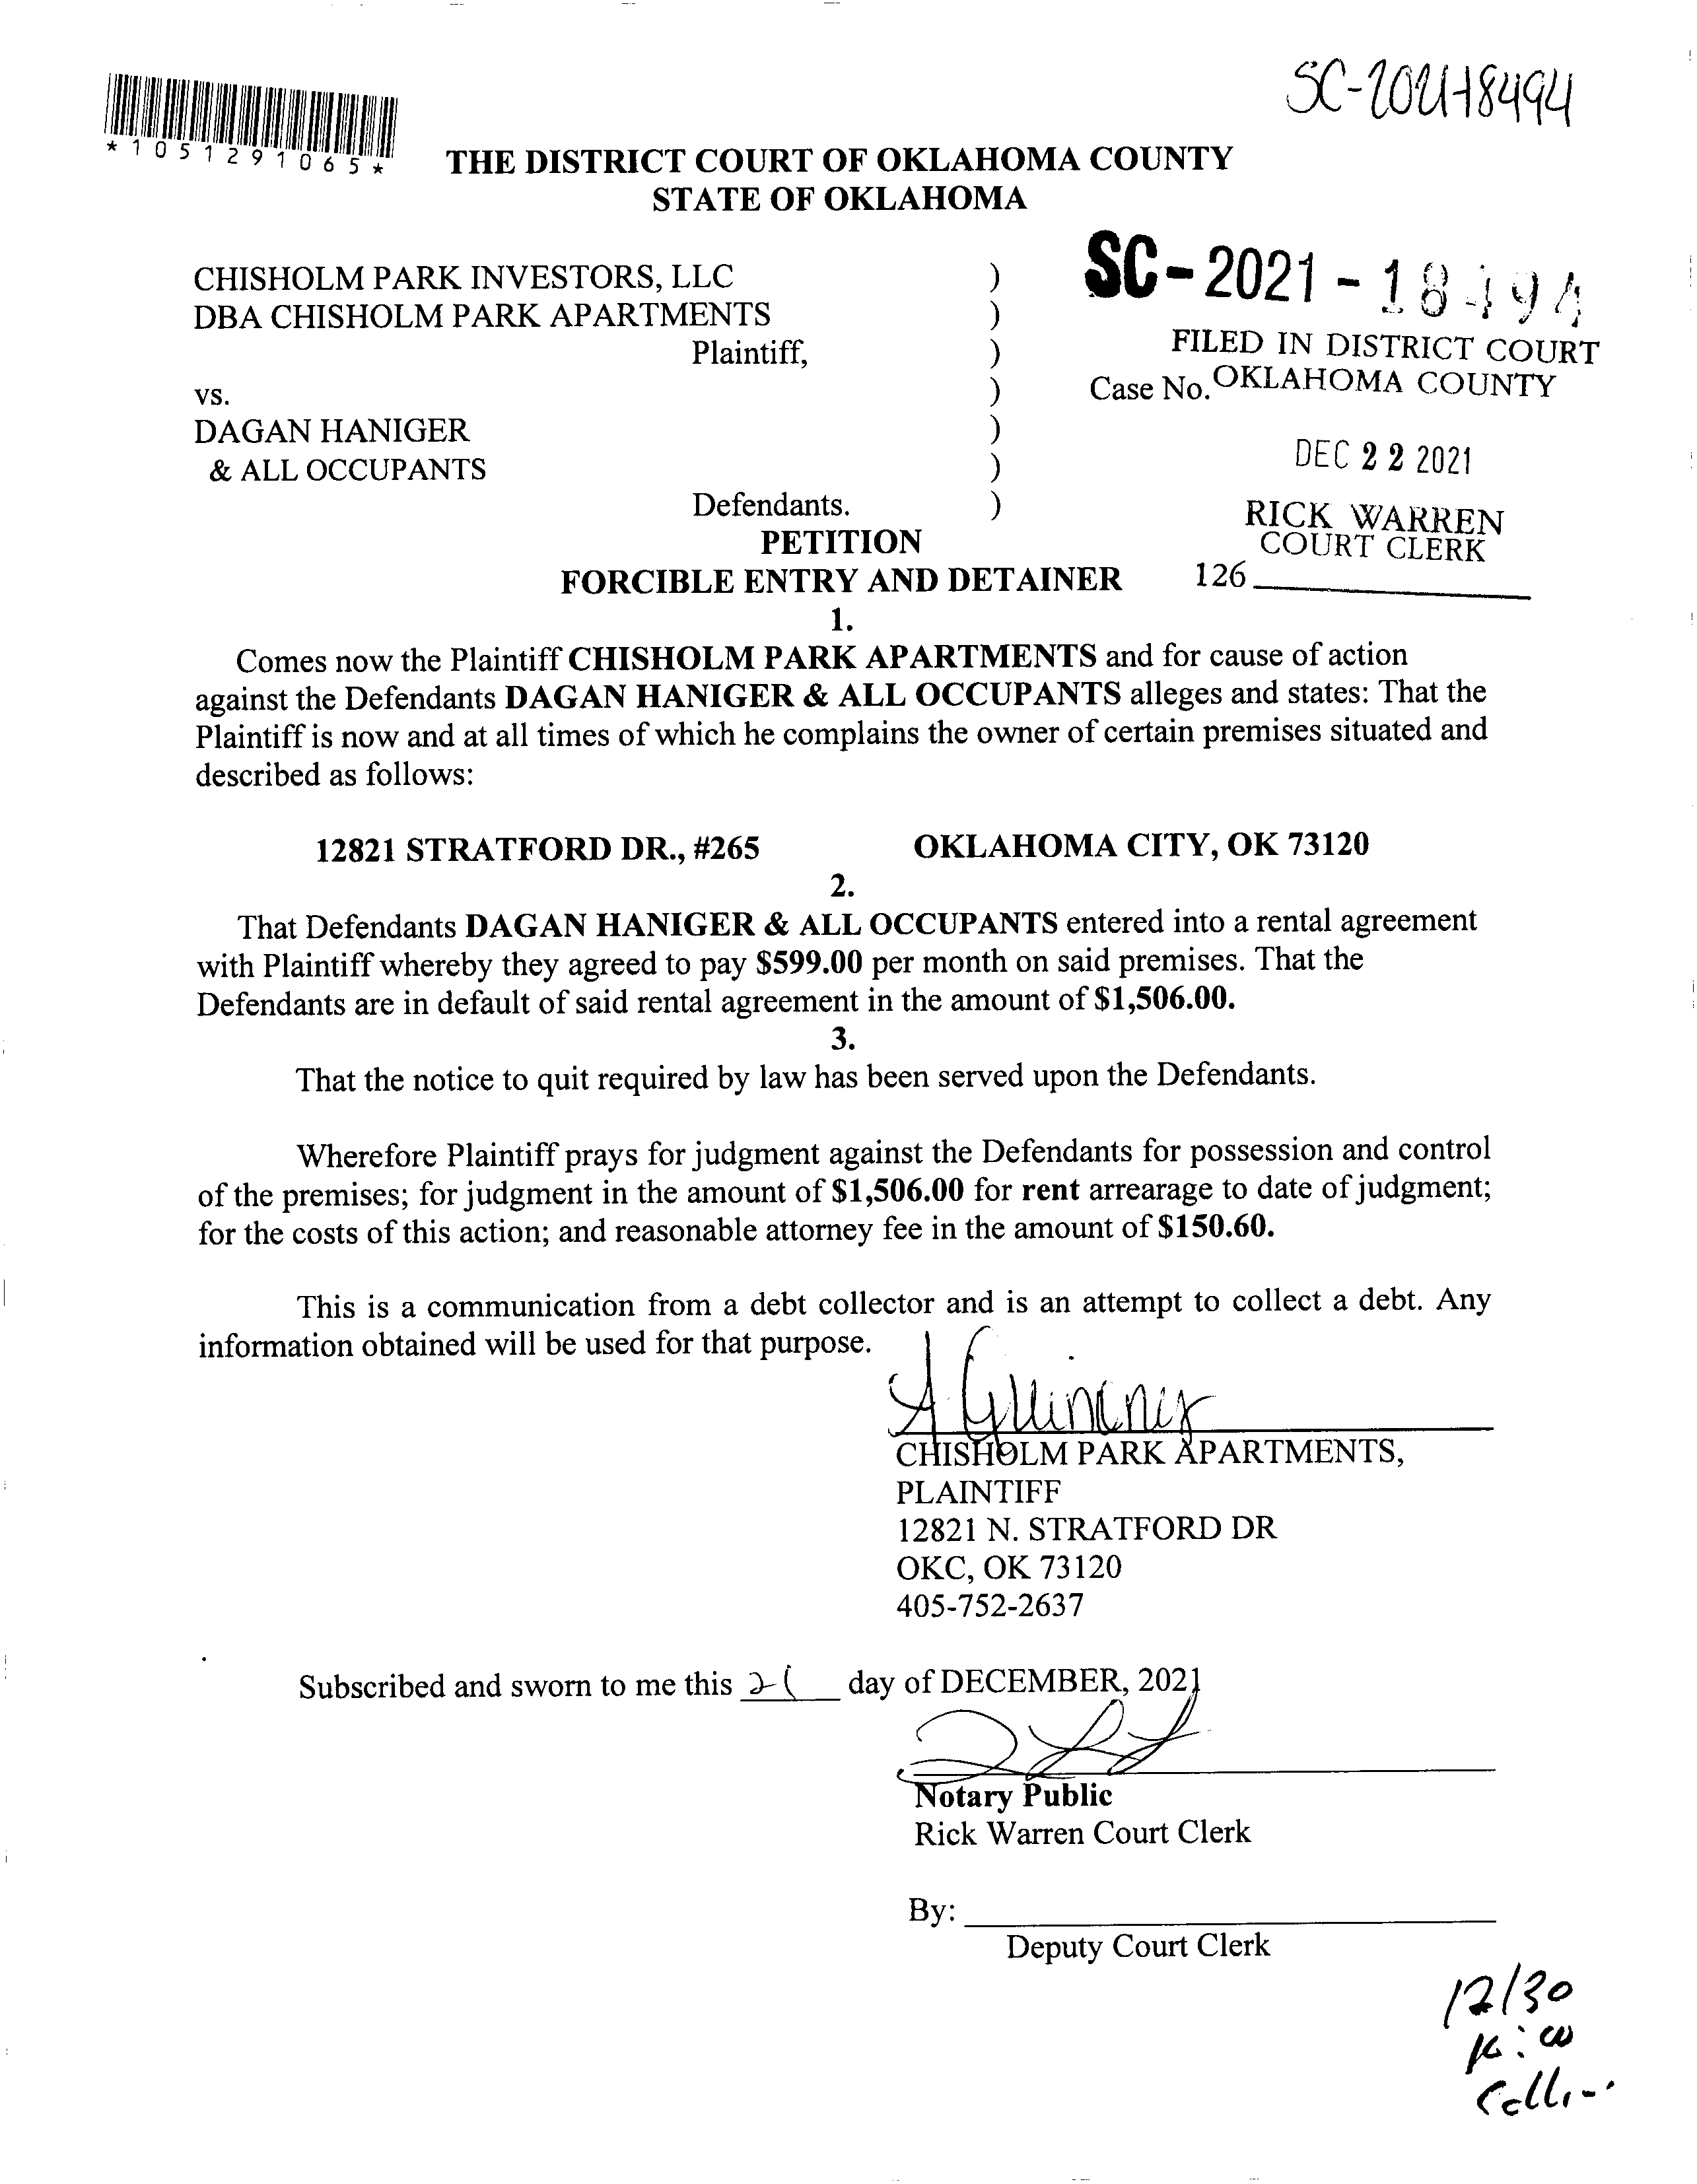 SC-2021-18494
*1051291065*
THE DISTRICT COURT OF OKLAHOMA COUNTY
STATE OF OKLAHOMA
CHISHOLM PARK INVESTORS, LLC )
DBA CHISHOLM PARK APARTMENTS )
Plaintiff, )
vs. )
DAGAN HANIGER )
& ALL OCCUPANTS )
Defendants. )
SC-2021-18494
FILED IN DISTRICT COURT
Case No. OKLAHOMA COUNTY
DEC 22 2021
RICK WARREN
COURT CLERK
126
PETITION
FORCIBLE ENTRY AND DETAINER
1.
Comes now the Plaintiff CHISHOLM PARK APARTMENTS and for cause of action
against the Defendants DAGAN HANIGER & ALL OCCUPANTS alleges and states: That the
Plaintiff is now and at all times of which he complains the owner of certain premises situated and
described as follows:
12821 STRATFORD DR., #265 OKLAHOMA CITY, OK 73120
2.
That Defendants DAGAN HANIGER & ALL OCCUPANTS entered into a rental agreement
with Plaintiff whereby they agreed to pay $599.00 per month on said premises. That the
Defendants are in default of said rental agreement in the amount of $1,506.00.
3.
That the notice to quit required by law has been served upon the Defendants.
Wherefore Plaintiff prays for judgment against the Defendants for possession and control
of the premises; for judgment in the amount of $1,506.00 for rent arrearage to date of judgment;
for the costs of this action; and reasonable attorney fee in the amount of $150.60.
This is a communication from a debt collector and is an attempt to collect a debt. Any
information obtained will be used for that purpose.
CHISHOLM PARK APARTMENTS,
PLAINTIFF
12821 N. STRATFORD DR
OKC, OK 73120
405-752-2637
Subscribed and sworn to me this 21 day of DECEMBER, 2021
Notary Public
Rick Warren Court Clerk
By:
Deputy Court Clerk
12/30